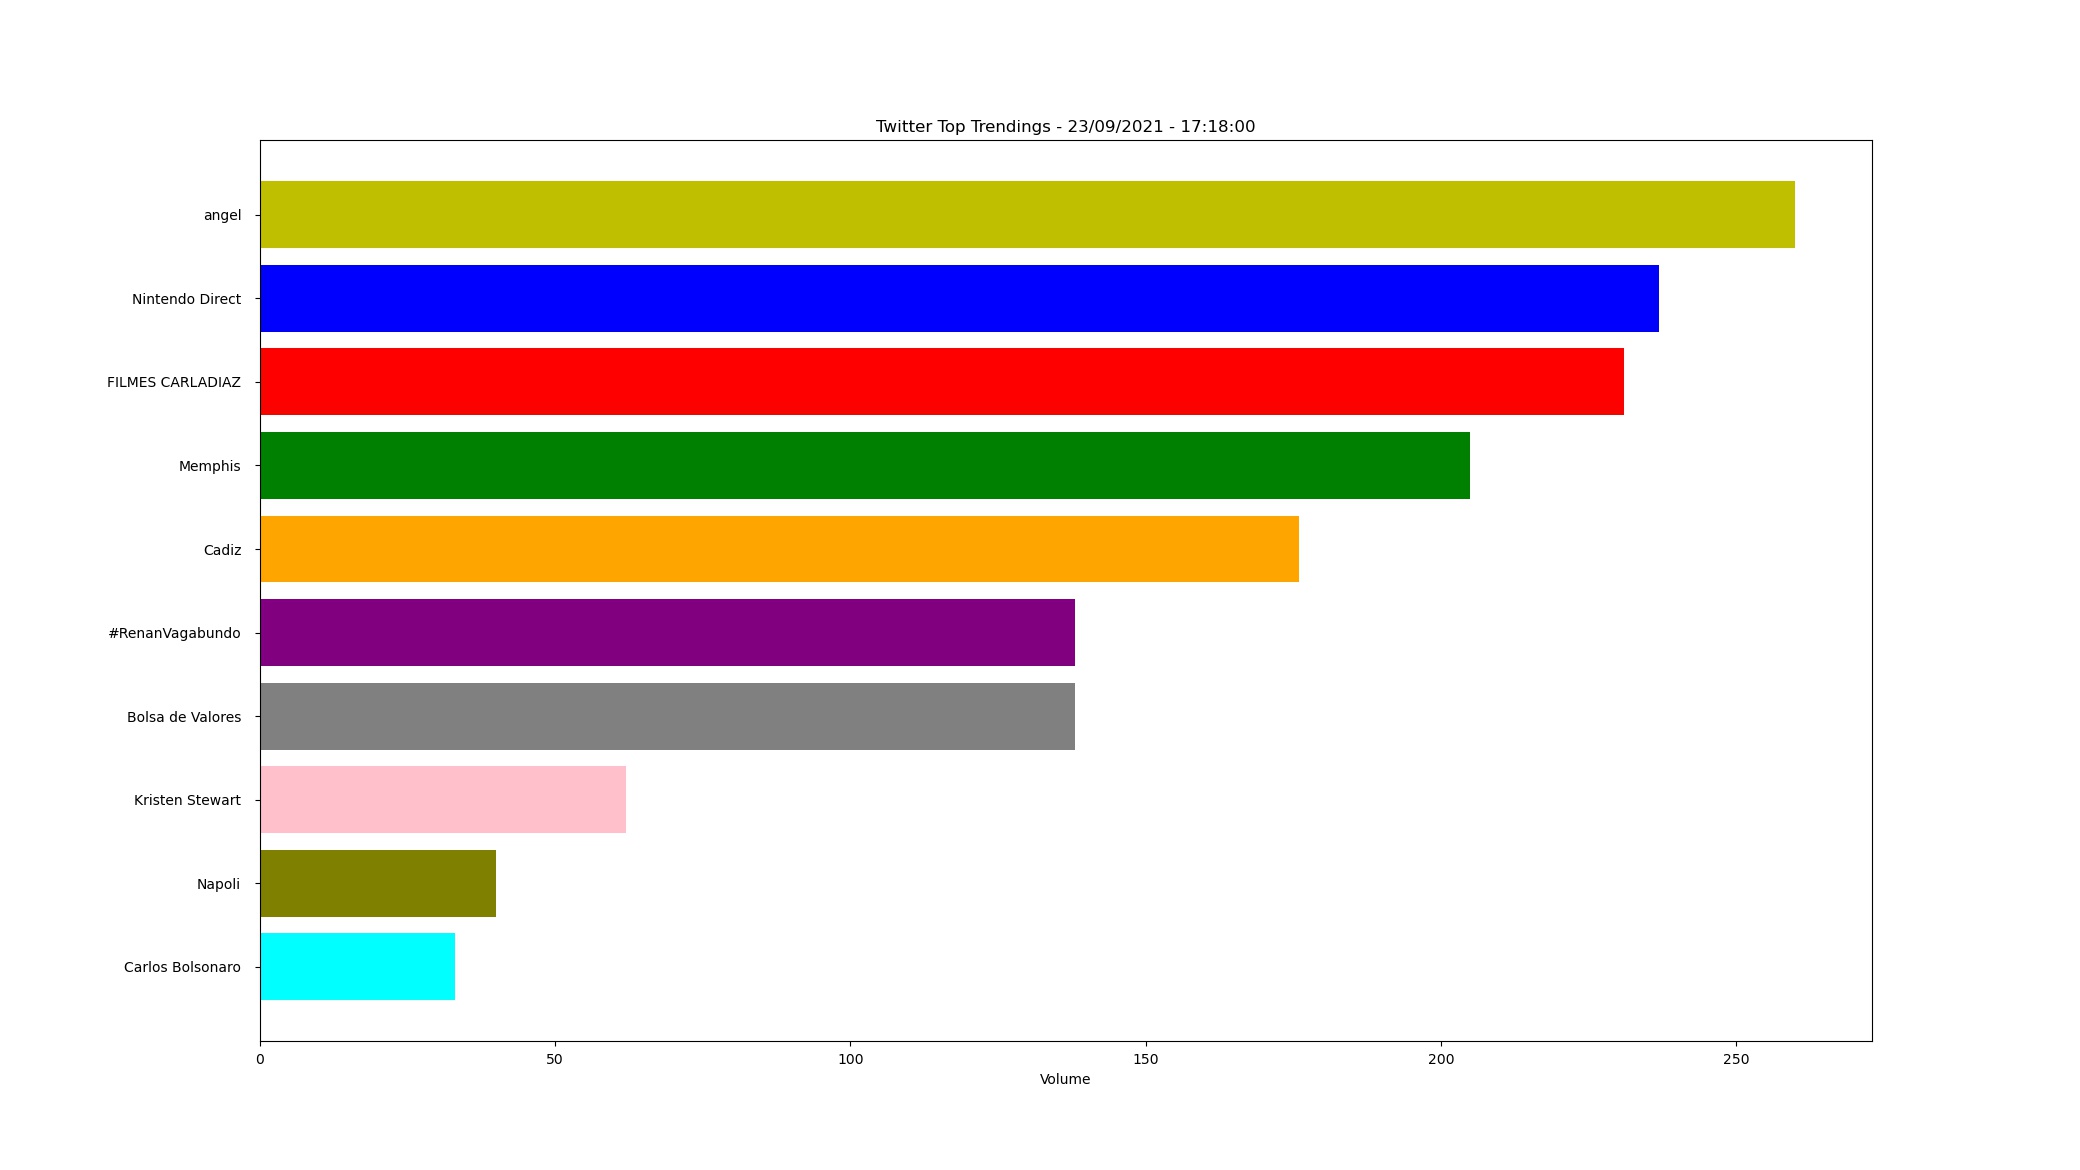 Twitter Top Trendings - 23/09/2021 - 17:18:00
angel
Nintendo Direct
FILMES CARLADIAZ
Memphis
Cadiz
#RenanVagabundo
Bolsa de Valores
Kristen Stewart
Napoli
Carlos Bolsonaro
0 50 100 150 200 250
Volume